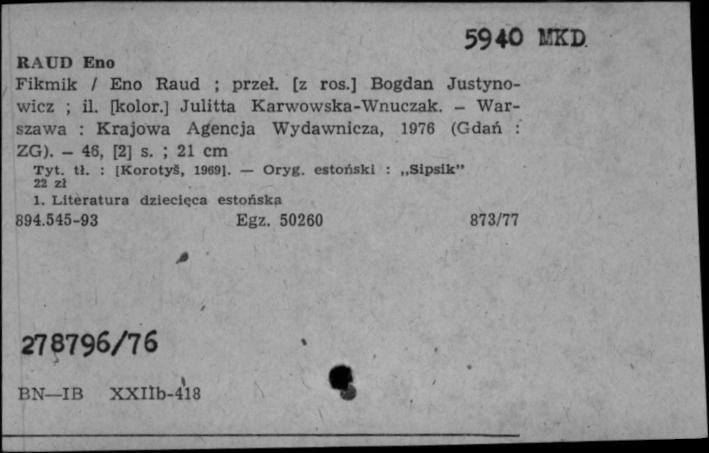 5940 MKD.
RAUD Eno
Fikmik / Eno Raud ; przeł. [z ros.] Bogdan Justyno-
wicz ; il. [kolor.] Julitta Karwowska-Wnuczak. – War-
szawa : Krajowa Agencja Wydawnicza, 1976 (Gdań :
ZG). – 46, [2] s. ; 21 cm
Tyt. tł. : [Korotyš, 1969]. — Oryg. estoński : „Sipsik”
22 zł
1. Literatura dziecięca estońska
894.545-93 Egz. 50260 873/77
278796/76
BN—IB XXIIb-418